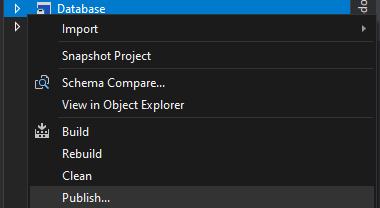 Database
Import
Snapshot Project
Schema Compare...
View in Object Explorer
Build
Rebuild
Clean
Publish...